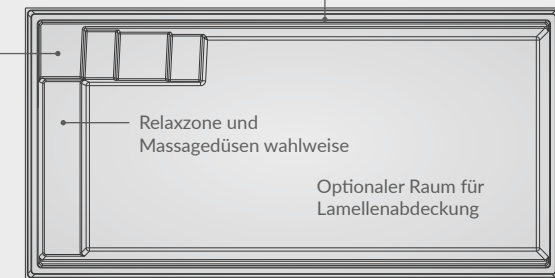 Relaxzone und
Massagedüsen wahlweise
Optionaler Raum für
Lamellenabdeckung